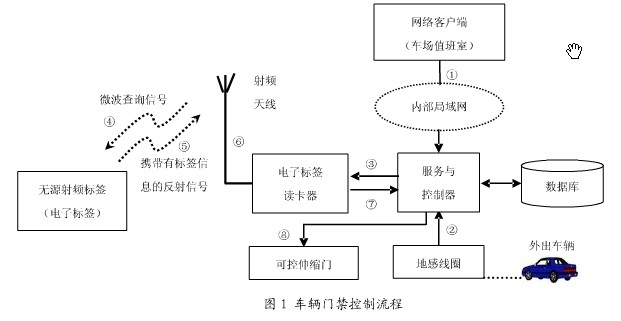 网络客户端
（车场值班室）
①
射频
天线
微波查询信号
④
内部局域网
⑤
⑥
携带有标签信
息的反射信号
电子标签
读卡器
③
⑦
服务与
控制器
数据库
无源射频标签
（电子标签）
⑧
②
可控伸缩门
地感线圈
外出车辆
图1 车辆门禁控制流程